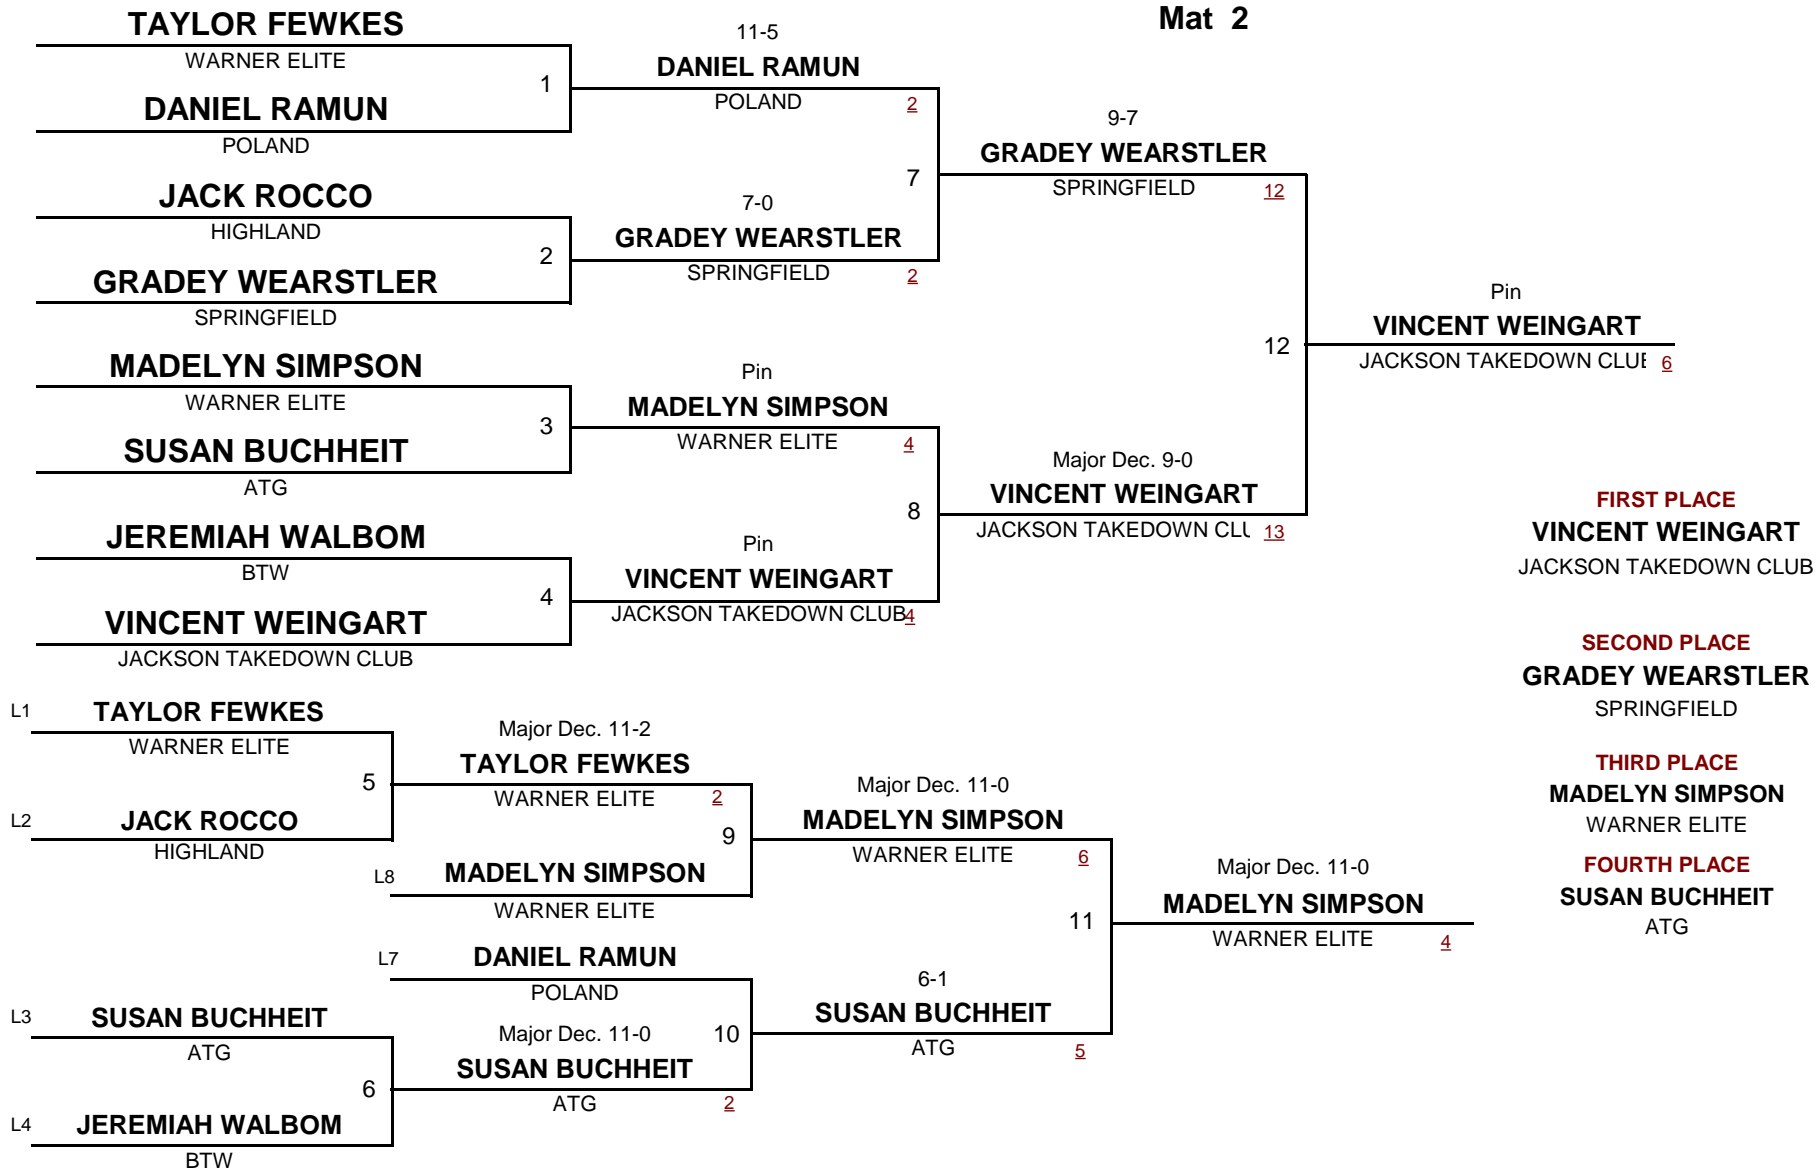 Mat 2
TAYLOR FEWKES
WARNER ELITE
1
DANIEL RAMUN
POLAND
JACK ROCCO
HIGHLAND
2
GRADEY WEARSTLER
SPRINGFIELD
MADELYN SIMPSON
WARNER ELITE
3
SUSAN BUCHHEIT
ATG
JEREMIAH WALBOM
BTW
4
VINCENT WEINGART
JACKSON TAKEDOWN CLUB
11-5
DANIEL RAMUN
POLAND 2
7
7-0
GRADEY WEARSTLER
SPRINGFIELD 2
Pin
MADELYN SIMPSON
WARNER ELITE 4
8
Pin
VINCENT WEINGART
JACKSON TAKEDOWN CLUB 4
9-7
GRADEY WEARSTLER
SPRINGFIELD 12
12
Major Dec. 9-0
VINCENT WEINGART
JACKSON TAKEDOWN CLU 13
Pin
VINCENT WEINGART
JACKSON TAKEDOWN CLUB 6
FIRST PLACE
VINCENT WEINGART
JACKSON TAKEDOWN CLUB
SECOND PLACE
GRADEY WEARSTLER
SPRINGFIELD
THIRD PLACE
MADELYN SIMPSON
WARNER ELITE
FOURTH PLACE
SUSAN BUCHHEIT
ATG
L1 TAYLOR FEWKES
WARNER ELITE
5
L2 JACK ROCCO
HIGHLAND
L3 SUSAN BUCHHEIT
ATG
6
L4 JEREMIAH WALBOM
BTW
Major Dec. 11-2
TAYLOR FEWKES
WARNER ELITE 2
9
L8 MADELYN SIMPSON
WARNER ELITE
L7 DANIEL RAMUN
POLAND
10
Major Dec. 11-0
SUSAN BUCHHEIT
ATG 2
Major Dec. 11-0
MADELYN SIMPSON
WARNER ELITE 6
11
6-1
SUSAN BUCHHEIT
ATG 5
Major Dec. 11-0
MADELYN SIMPSON
WARNER ELITE 4